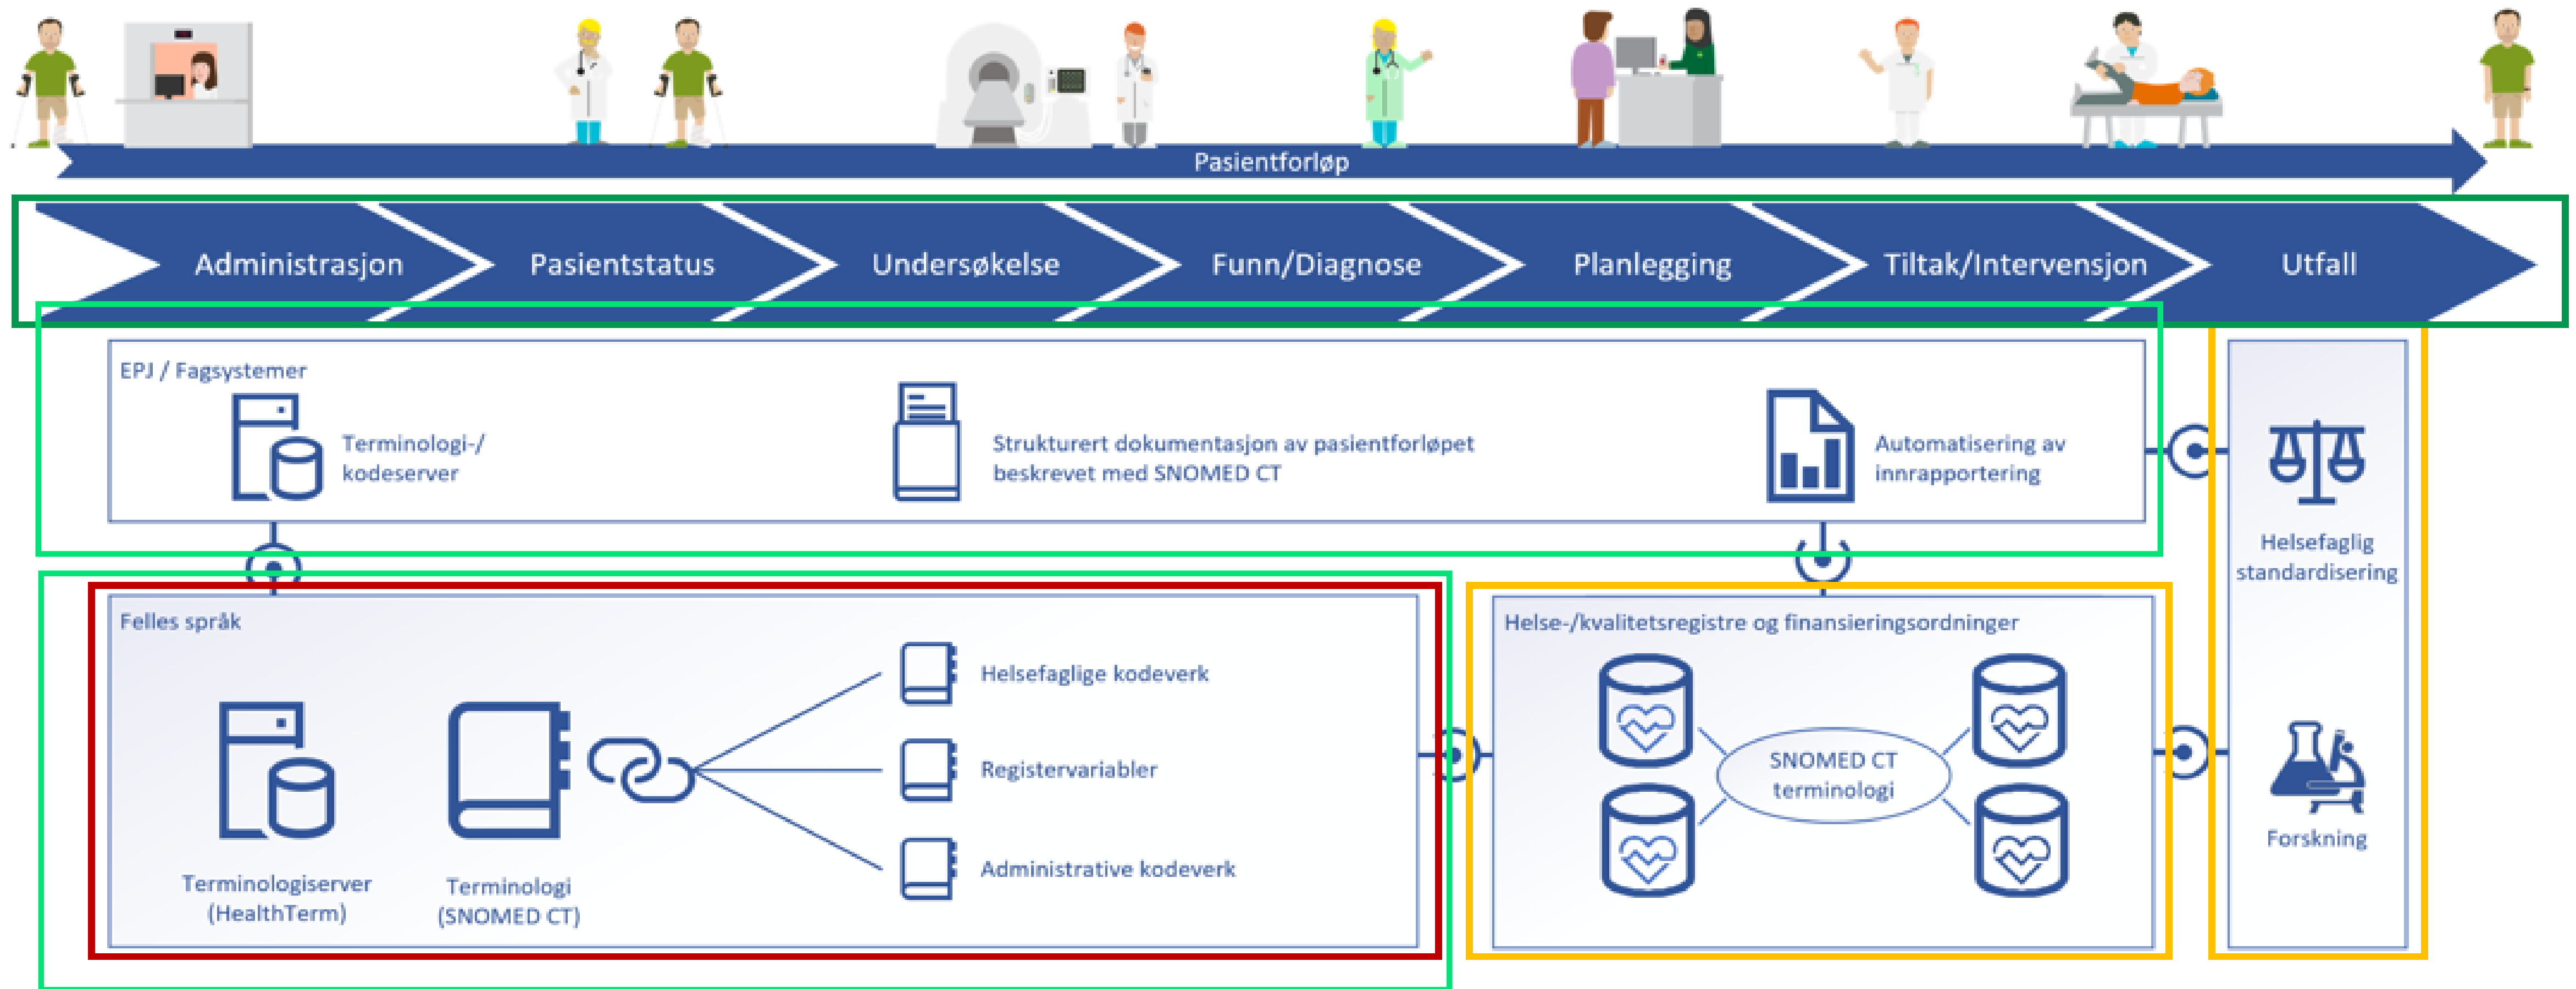 Pasientforløp
Administrasjon
Pasientstatus
Undersøkelse
Funn/Diagnose
Planlegging
Tiltak/Intervensjon
Utfall
EPJ / Fagsystemer
Terminologi-/
kodeserver
Strukturert dokumentasjon av pasientforløpet
beskrevet med SNOMED CT
Automatisering av
innrapportering
Helsefaglig
standardisering
Forskning
Felles språk
Terminologiserver
(HealthTerm)
Terminologi
(SNOMED CT)
Helsefaglige kodeverk
Registervariabler
Administrative kodeverk
Helse-/kvalitetsregistre og finansieringsordninger
SNOMED CT
terminologi